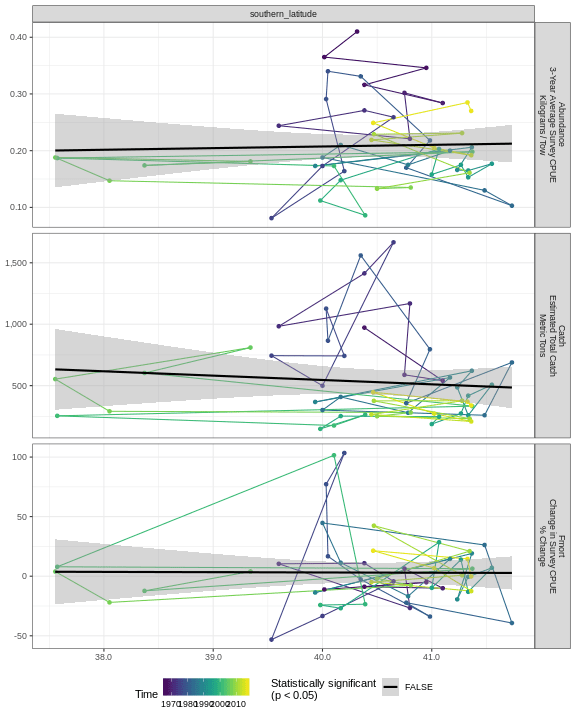 southern_latitude
0.40
0.30
0.20
0.10
Abundance
3-Year Average Survey CPUE
Kilograms / Tow
1,500
1,000
500
Catch
Estimated Total Catch
Metric Tons
100
50
0
-50
Fmort
Change in Survey CPUE
% Change
38.0 39.0 40.0 41.0
Time
1970 1980 1990 2000 2010
Statistically significant
(p < 0.05)
FALSE